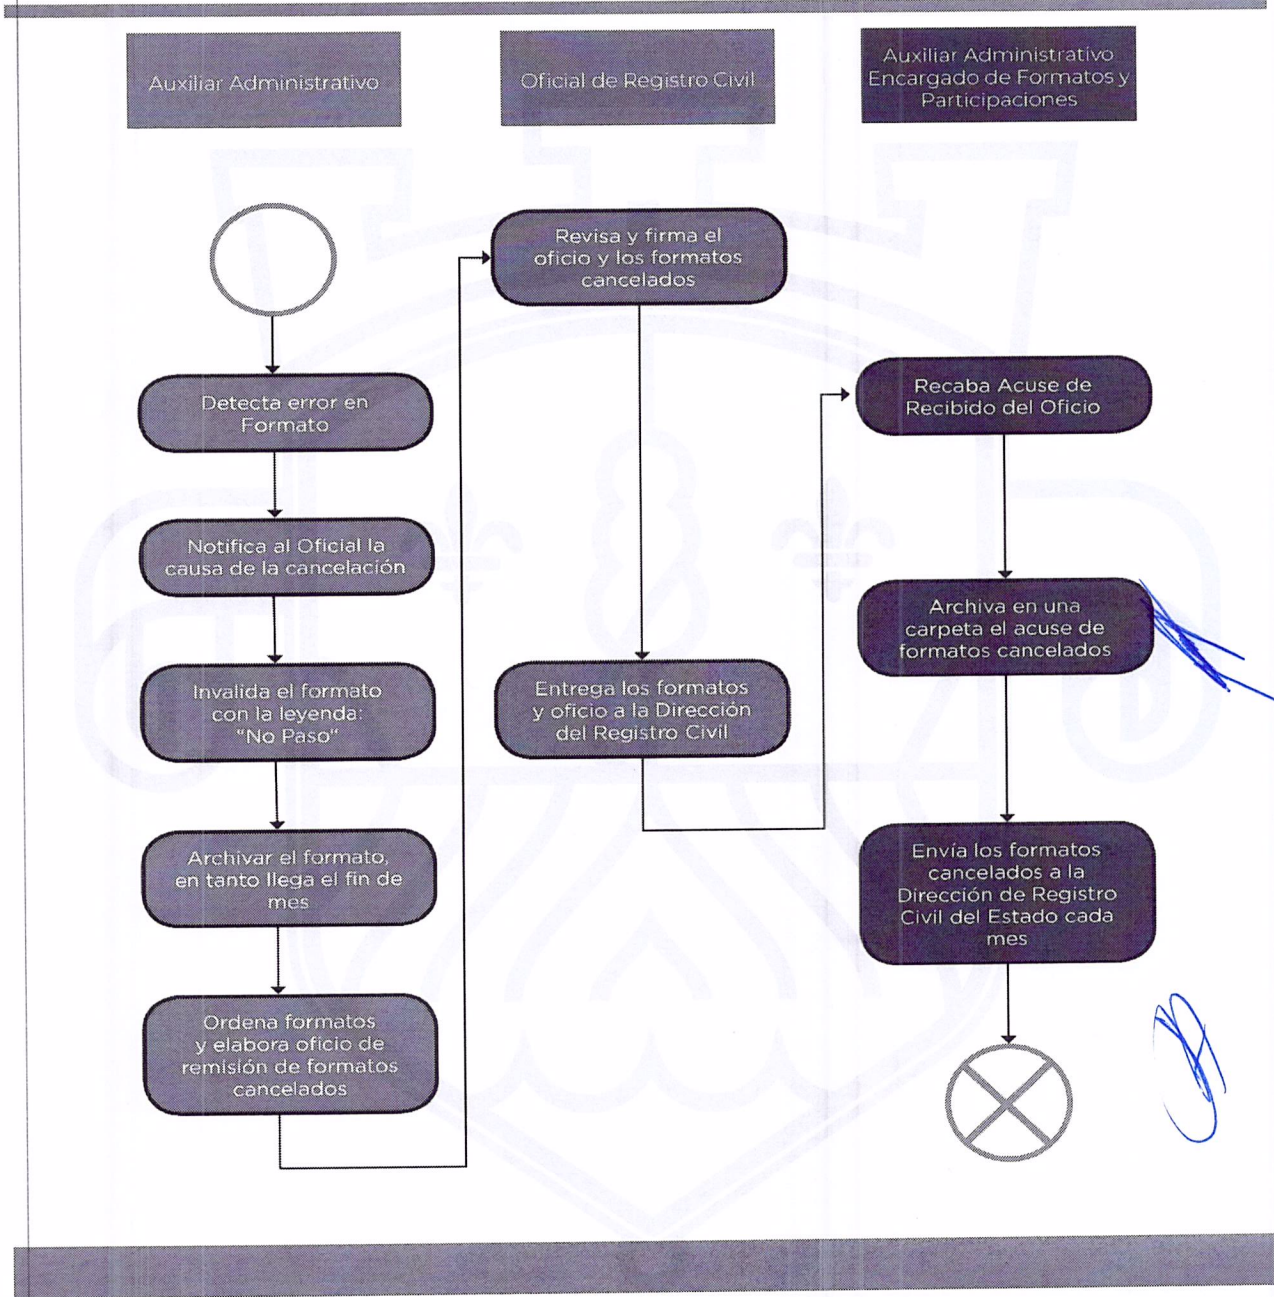 Auxiliar Administrativo
Oficial de Registro Civil
Auxiliar Administrativo
Encargado de Formatos y
Participaciones
Detecta error en
Formato
Notifica al Oficial la
causa de la cancelación
Invalida el formato
con la leyenda:
"No Paso"
Archivar el formato,
en tanto llega el fin de
mes
Ordena formatos
y elabora oficio de
remisión de formatos
cancelados
Revisa y firma el
oficio y los formatos
cancelados
Entrega los formatos
y oficio a la Dirección
del Registro Civil
Recaba Acuse de
Recibido del Oficio
Archiva en una
carpeta el acuse de
formatos cancelados
Envía los formatos
cancelados a la
Dirección de Registro
Civil del Estado cada
mes